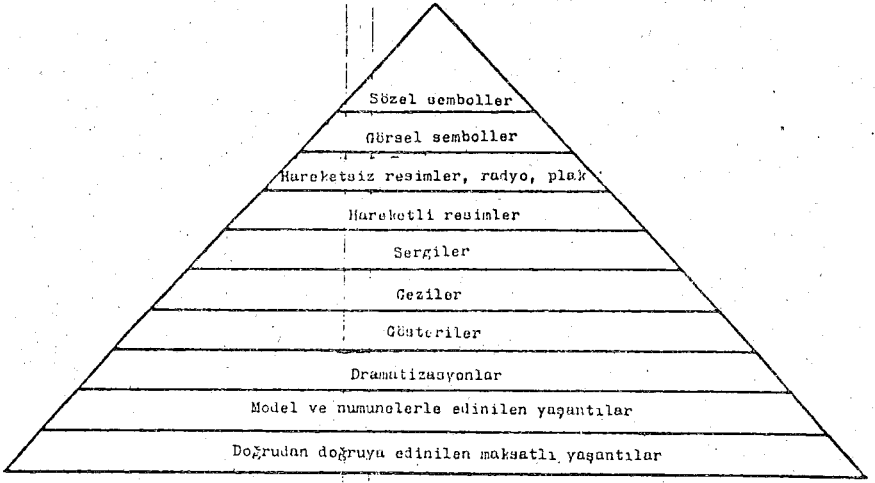 Sözel semboller
Görsel semboller
Hareketsiz resimler, radyo, plak
Hareketli resimler
Sergiler
Geziler
Gösteriler
Dramatizasyonlar
Model ve numunelerle edinilen yaşantılar
Doğrudan doğruya edinilen maksatlı yaşantılar